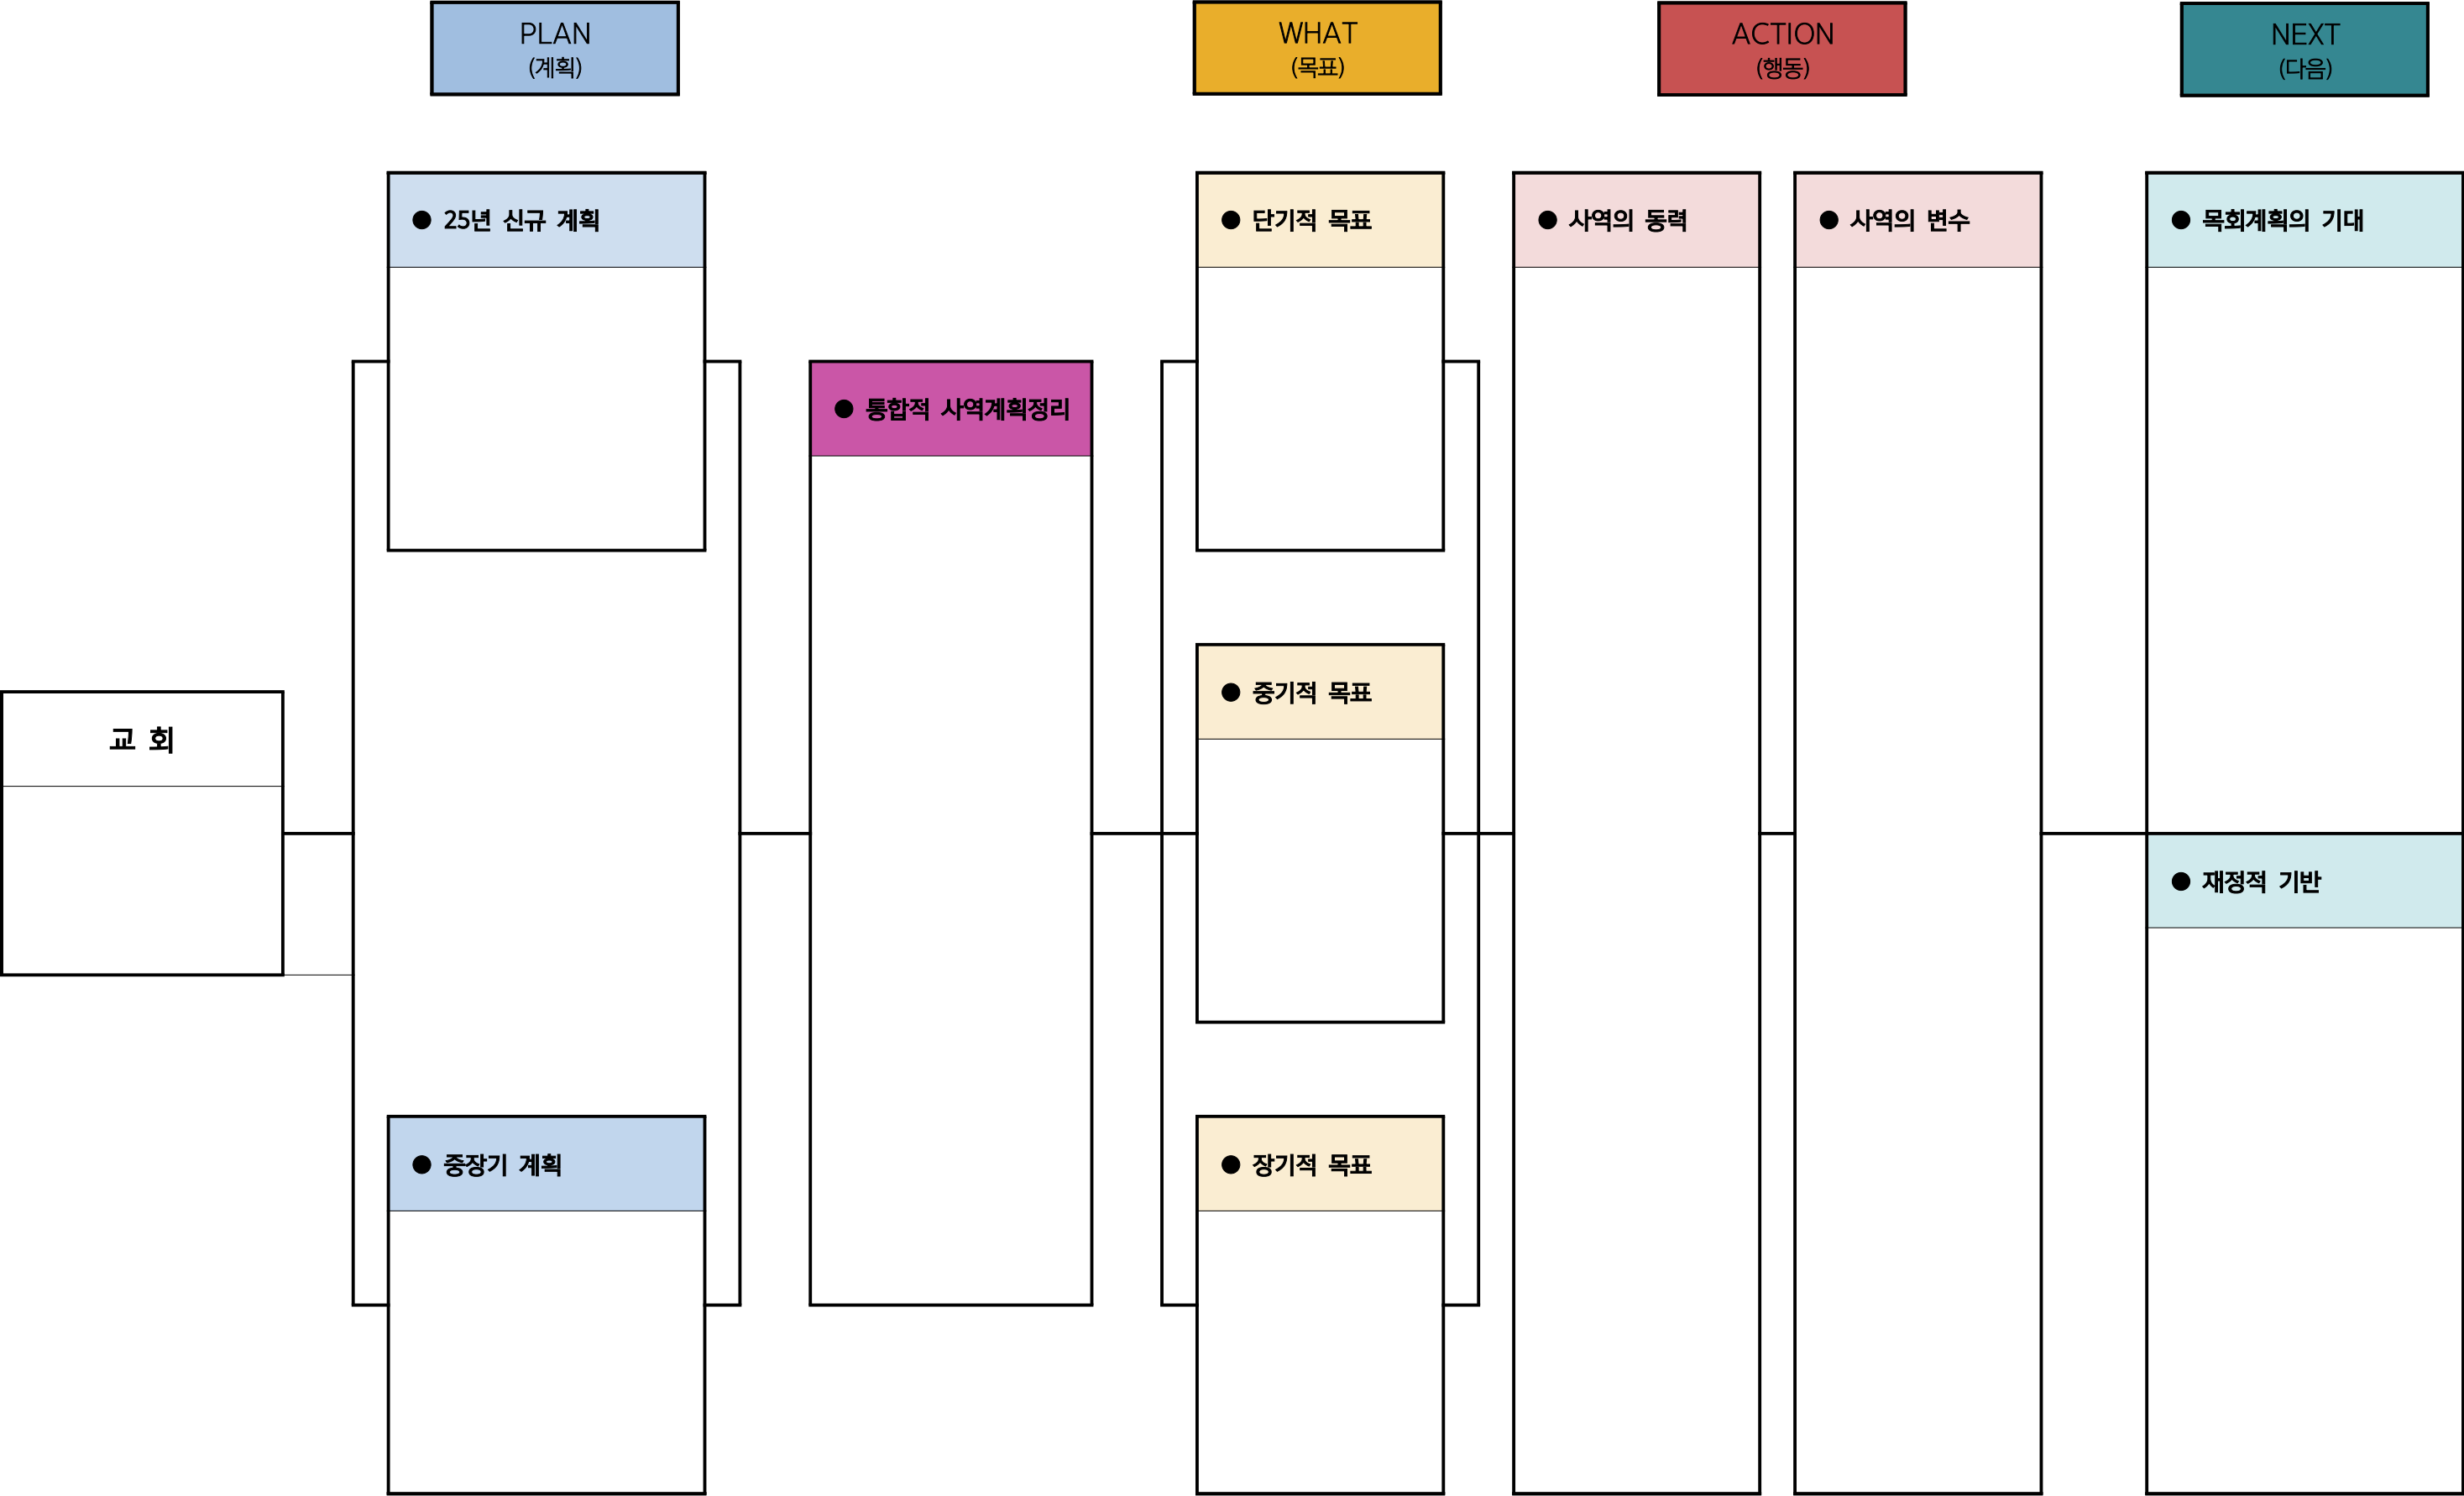 PLAN
(계획)
WHAT
(목표)
ACTION
(행동)
NEXT
(다음)
● 25년 신규 계획
● 단기적 목표
● 사역의 동력
● 사역의 변수
● 목회계획의 기대
● 통합적 사역계획정리
● 중기적 목표
교 회
● 재정적 기반
● 중장기 계획
● 장기적 목표